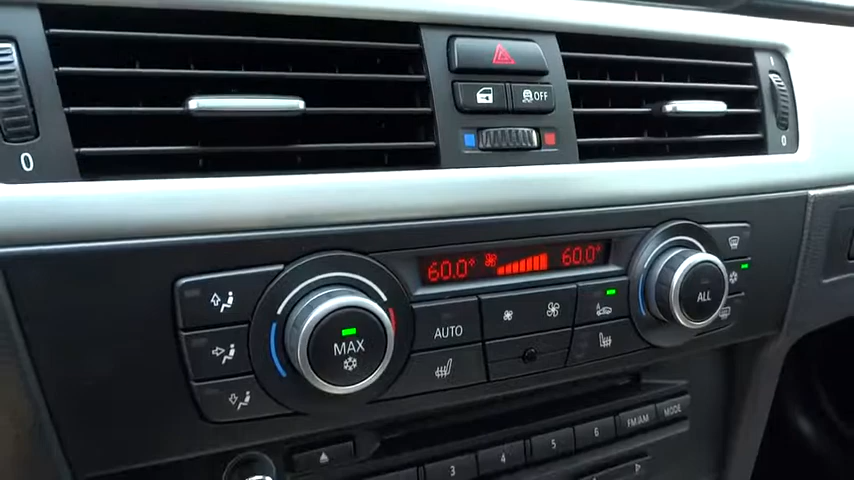 OFF
0
0
60.0°
60.0°
MAX
AUTO
ALL
3
4
5
6
FM/AM
MODE